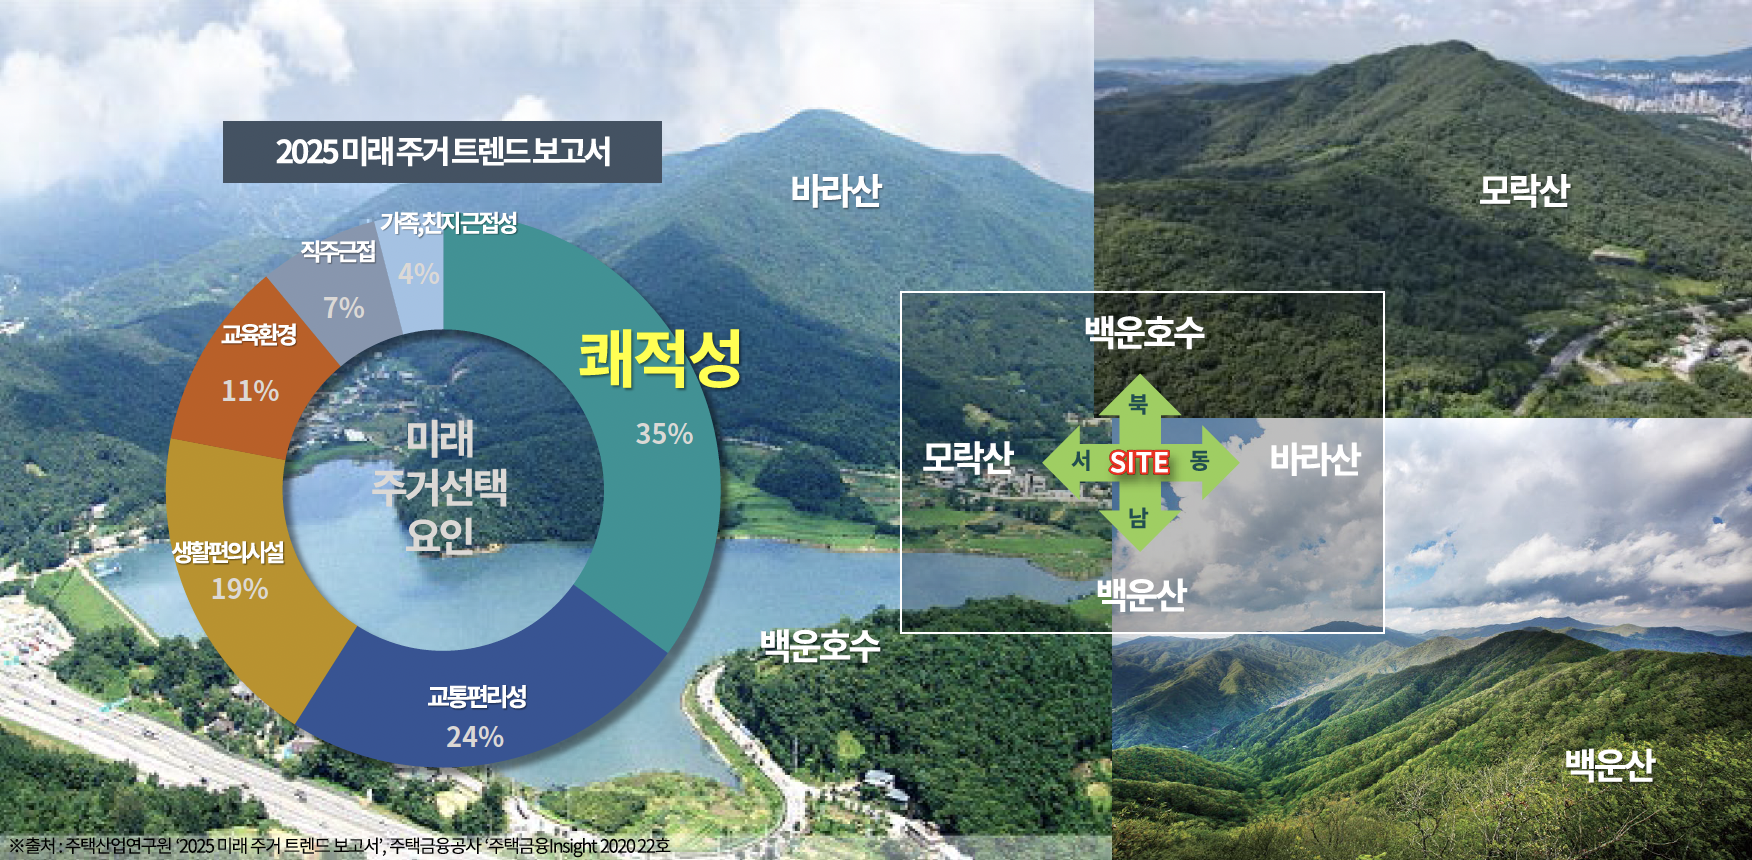 2025 미래 주거 트렌드 보고서
바라산
모락산
가족,친지 근접성
4%
직주근접
7%
교육환경
11%
생활편의시설
19%
교통편리성
24%
쾌적성
35%
미래
주거선택
요인
백운호수
백운호수
북
모락산
서 SITE 동
바라산
남
백운산
백운산
※출처 : 주택산업연구원 ‘2025 미래 주거 트렌드 보고서’, 주택금융공사 ‘주택금융Insight 2020 22호